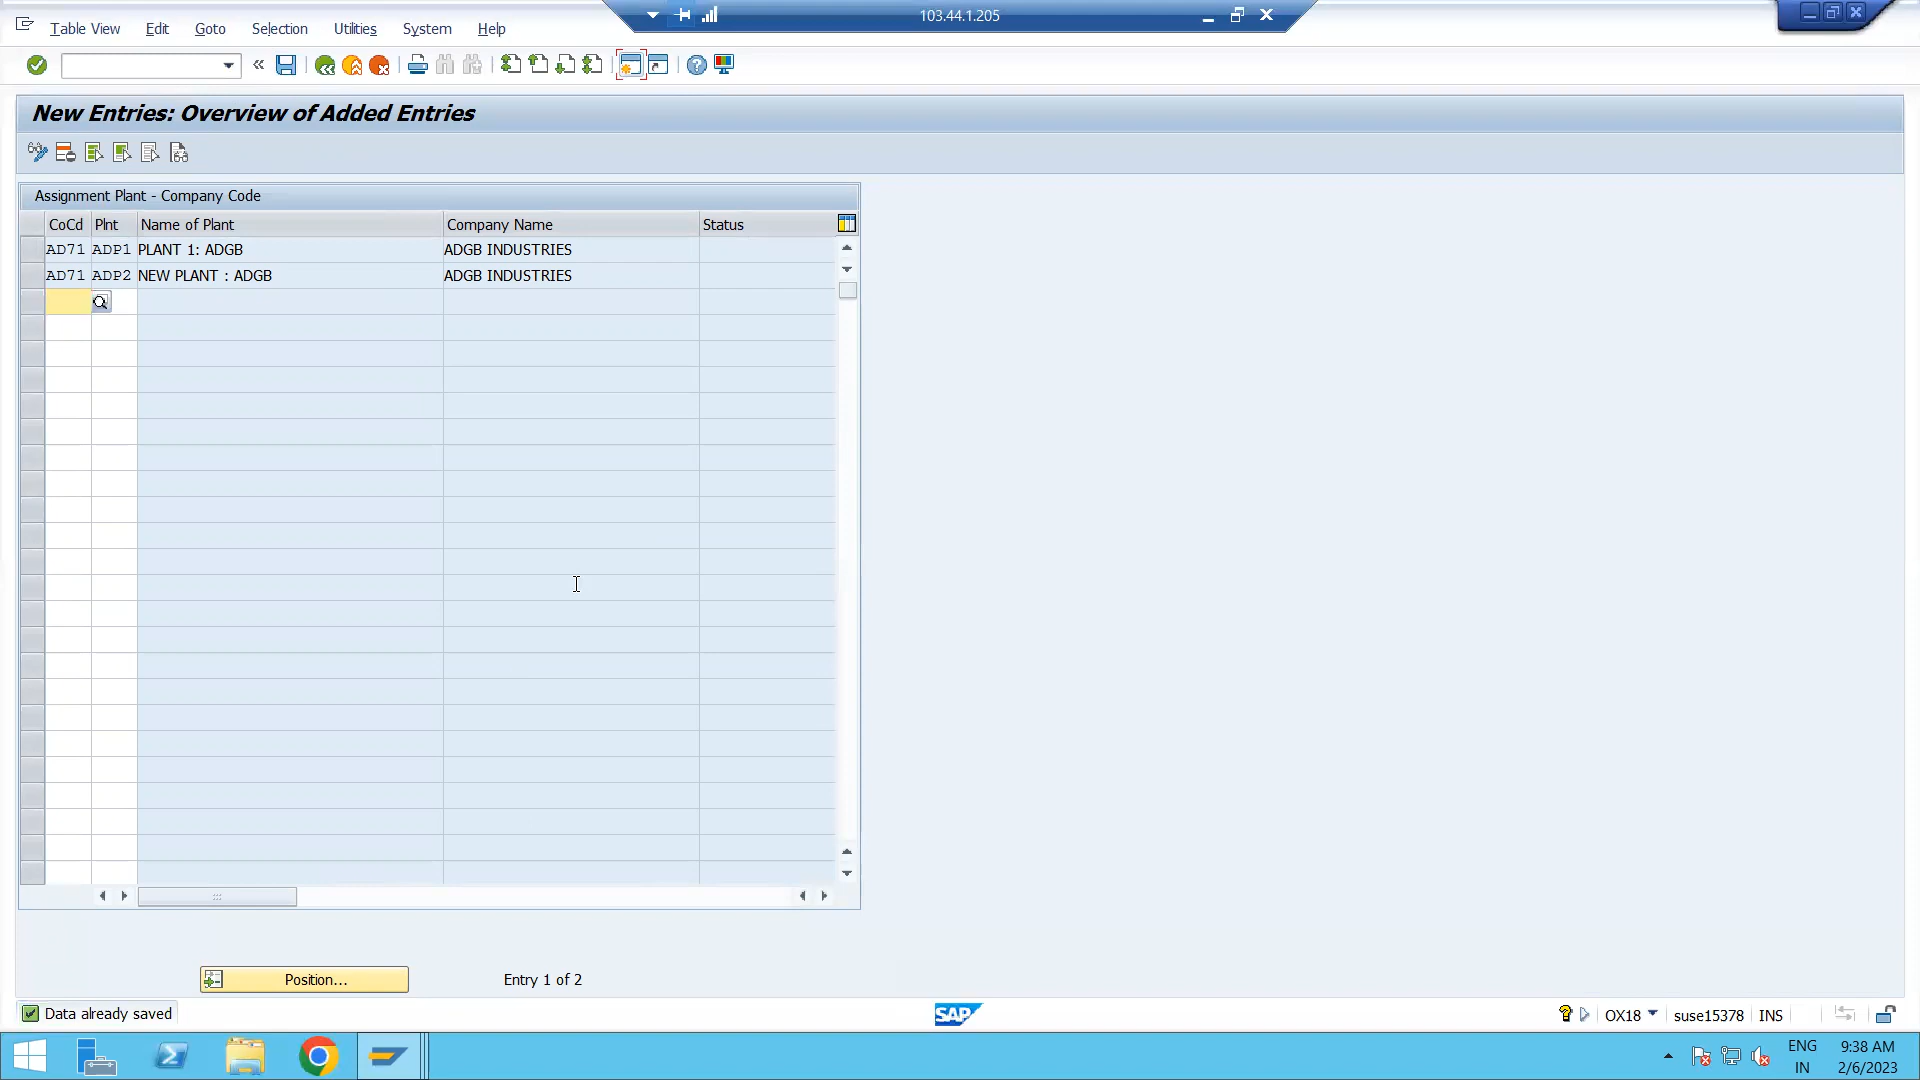 103.44.1.205
Table View Edit Goto Selection Utilities System Help
New Entries: Overview of Added Entries
Assignment Plant - Company Code
CoCd Plnt Name of Plant Company Name Status
AD71 ADP1 PLANT 1: ADGB ADGB INDUSTRIES
AD71 ADP2 NEW PLANT : ADGB ADGB INDUSTRIES
Position... Entry 1 of 2
Data already saved SAP OX18 suse15378 INS
ENG 9:38 AM
IN 2/6/2023